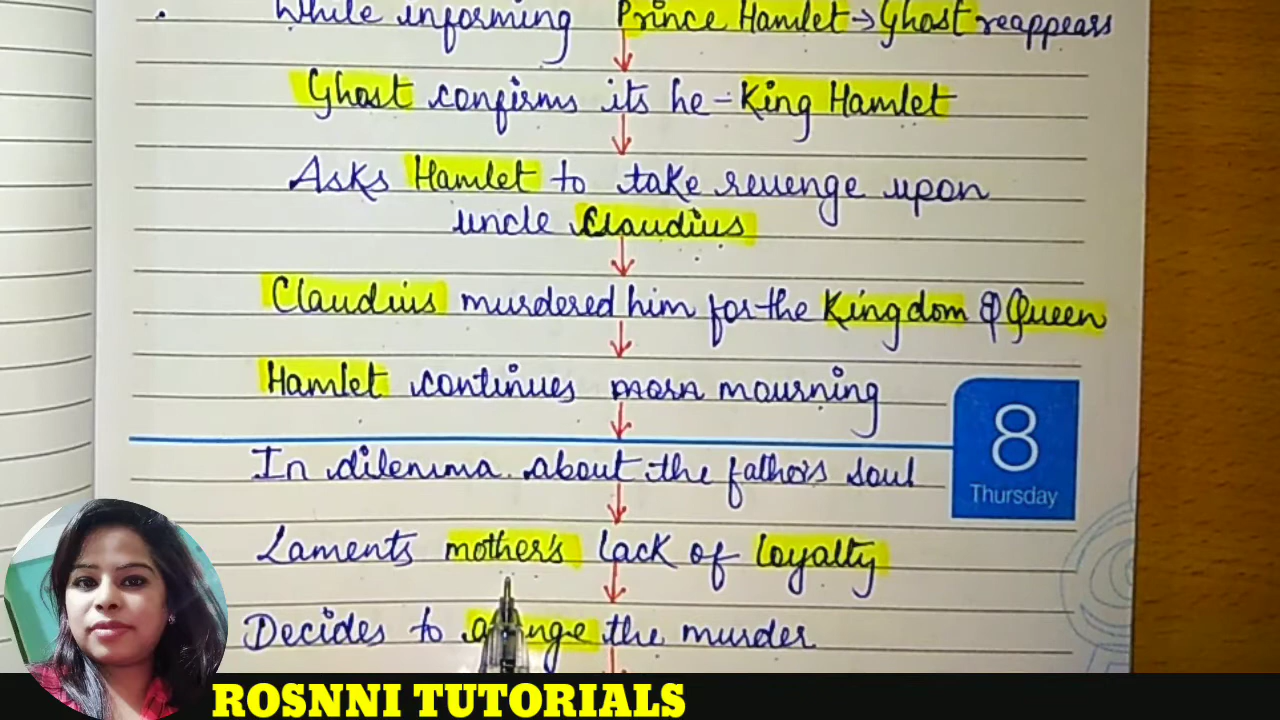 While informing Prince Hamlet → Ghost reappears
Ghost confirms its he - King Hamlet
Asks Hamlet to take revenge upon
uncle Claudius
Claudius murdered him for the Kingdom & Queen
Hamlet continues mourning
8
Thursday
In dilemma about the father's soul
Laments mother's lack of loyalty
Decides to the murder
ROSNNI TUTORIALS